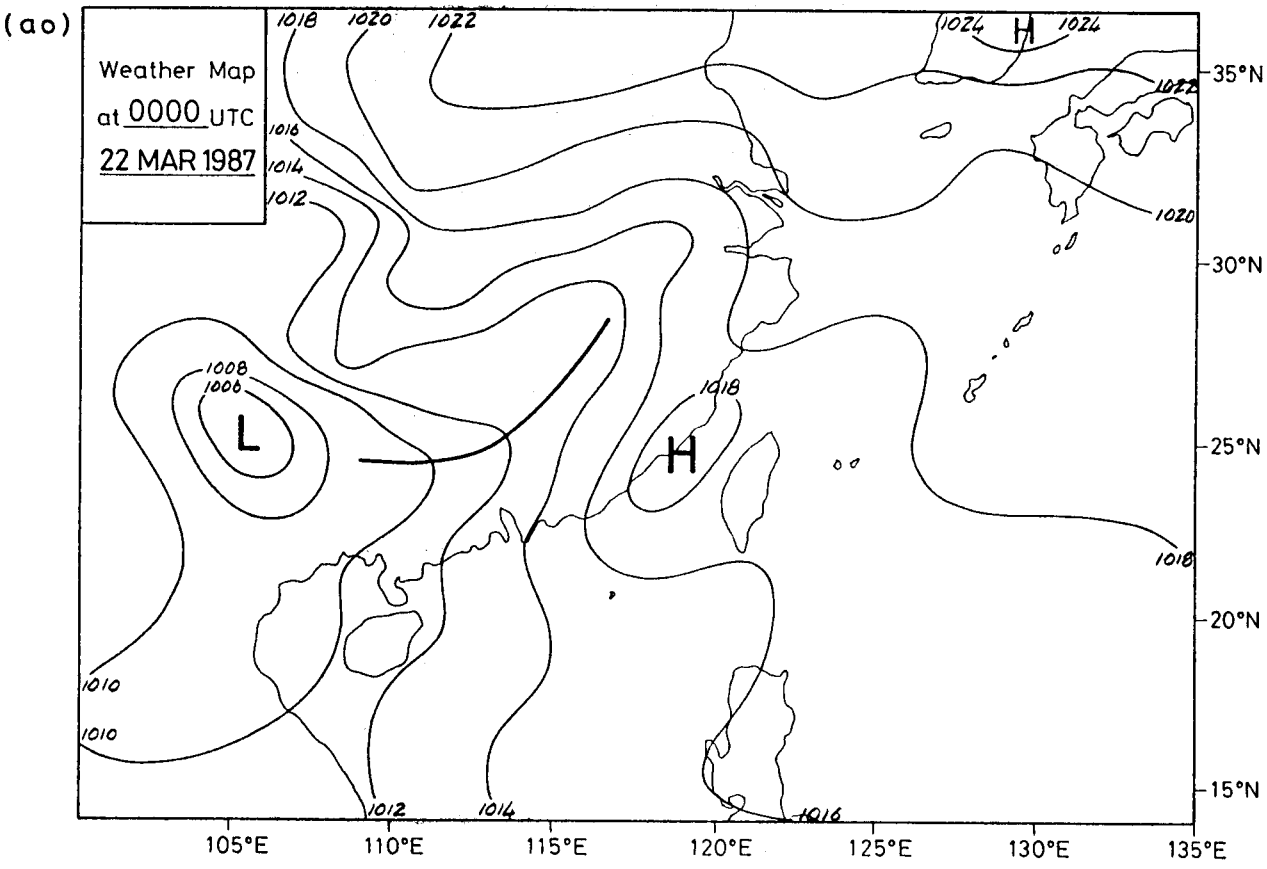 (ao)
Weather Map
at 0000 UTC
22 MAR 1987
1018 1020 1022 1024 H 1024
35°N
1022
1016
1014
1012
1020
30°N
1008
1006
1018
L
H
25°N
1018
20°N
1010
1010
15°N
1012 1014 1016
105°E 110°E 115°E 120°E 125°E 130°E 135°E